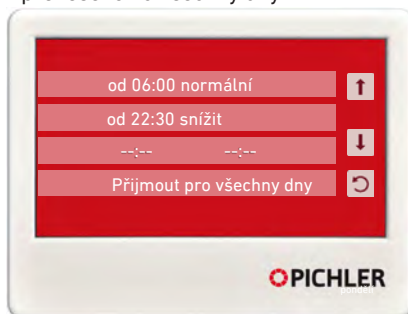 od 06:00 normální
od 22:30 snížit
--:-- --:--
Přijmout pro všechny dny
PICHLER